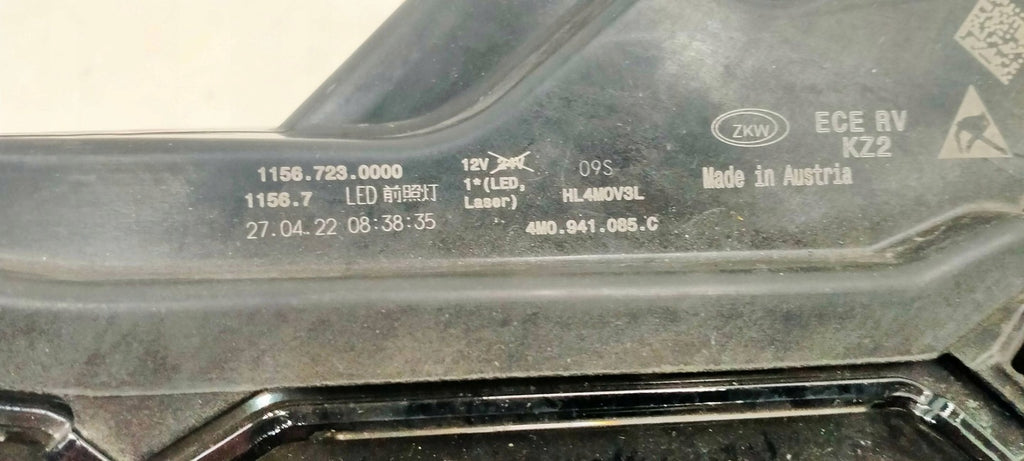 1156.723.0000
1156.7 LED 前照灯
27.04.22 08:38:35
12V 24V
1*(LED,
Laser)
09S
HL4M0V3L
4M0.941.085.C
ZKW
ECE RV
KZ2
Made in Austria